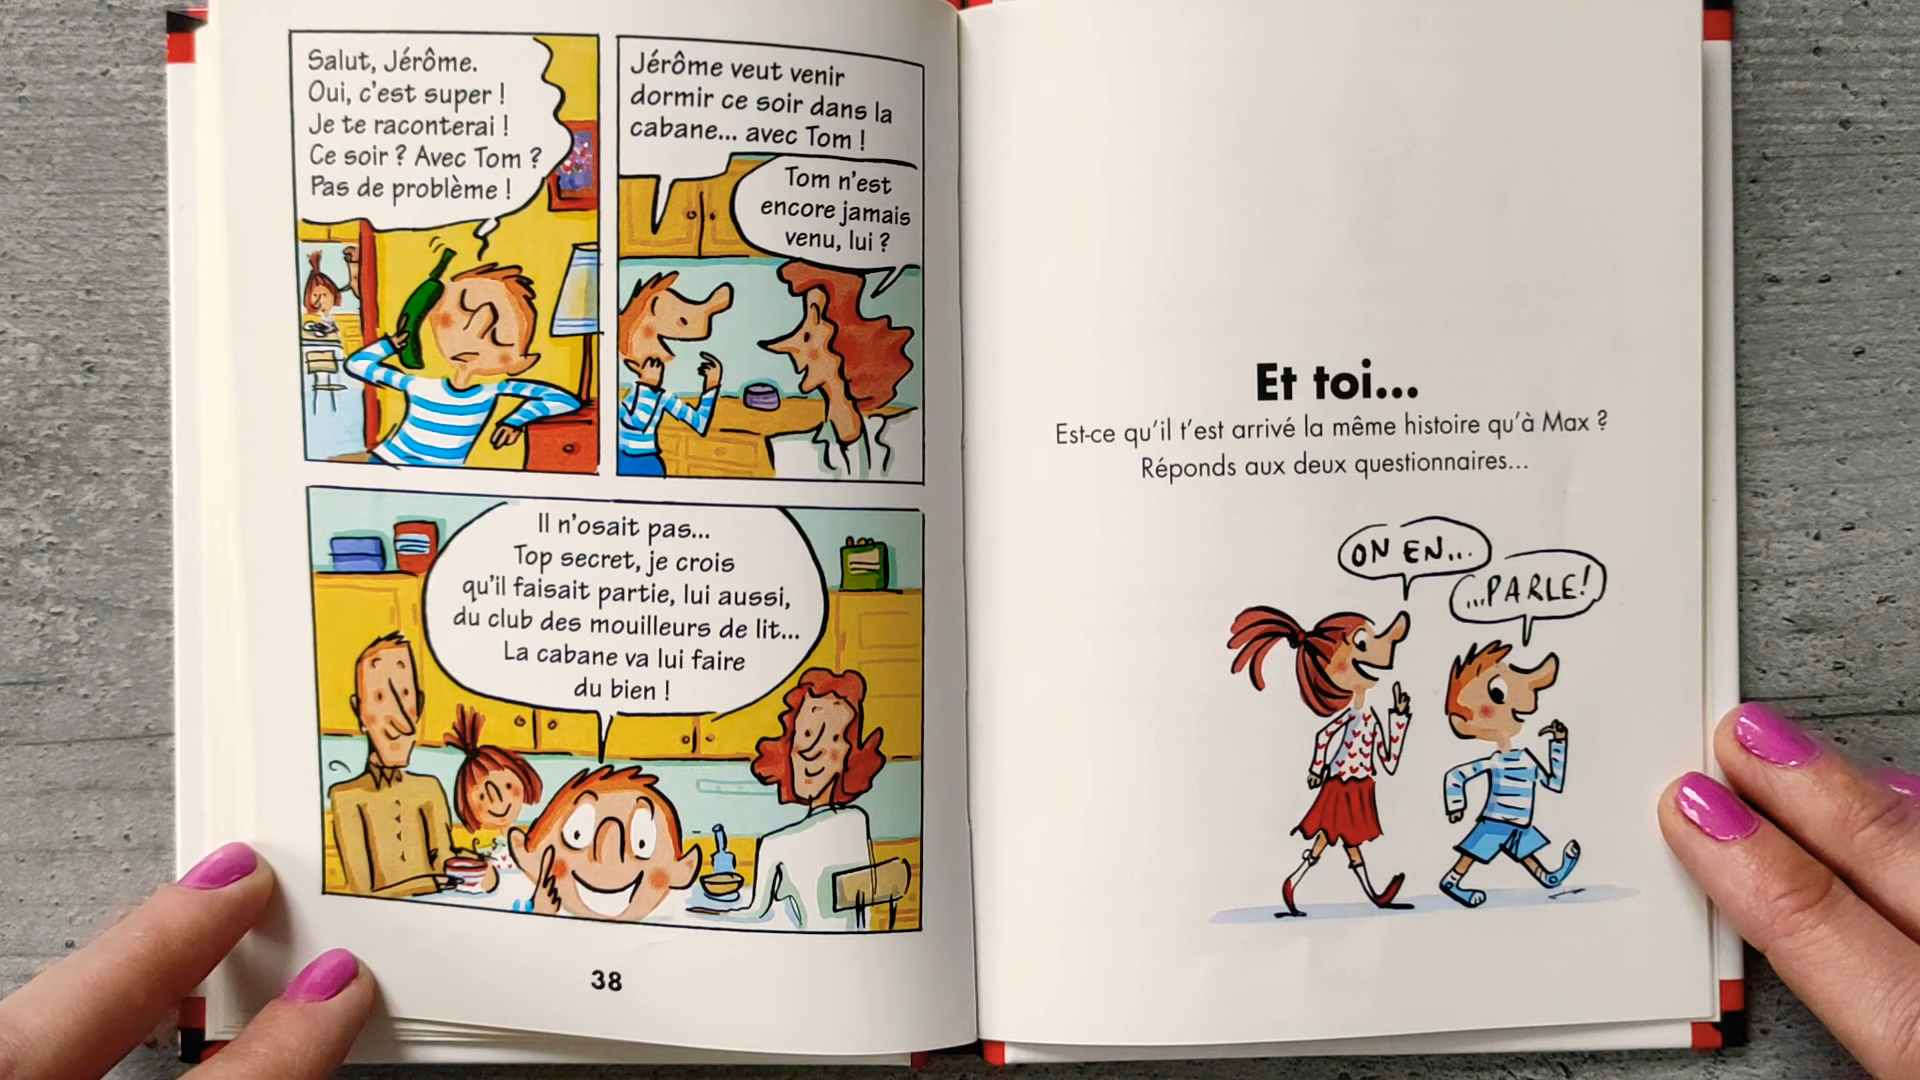 Salut, Jérôme.
Oui, c'est super !
Je te raconterai !
Ce soir ? Avec Tom ?
Pas de problème !
Jérôme veut venir
dormir ce soir dans la
cabane... avec Tom !
Tom n'est
encore jamais
venu, lui ?
Il n'osait pas...
Top secret, je crois
qu'il faisait partie, lui aussi,
du club des mouilleurs de lit...
La cabane va lui faire
du bien !
38
Et toi...
Est-ce qu'il t'est arrivé la même histoire qu'à Max ?
Réponds aux deux questionnaires...
ON EN...
...PARLE!